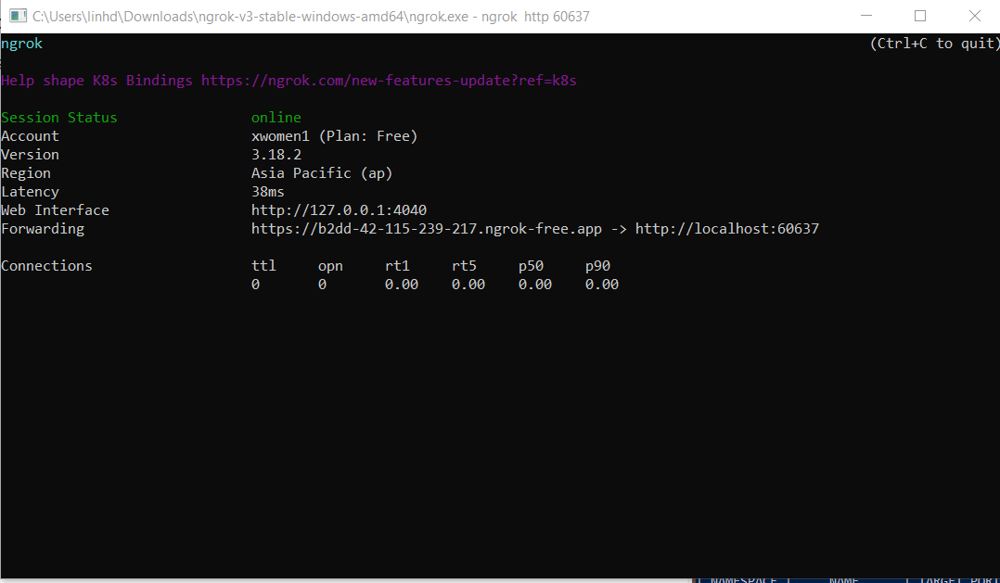 C:\Users\linhd\Downloads\ngrok-v3-stable-windows-amd64\ngrok.exe - ngrok  http 60637
ngrok (Ctrl+C to quit)
Help shape K8s Bindings https://ngrok.com/new-features-update?ref=k8s
Session Status online
Account xwomen1 (Plan: Free)
Version 3.18.2
Region Asia Pacific (ap)
Latency 38ms
Web Interface http://127.0.0.1:4040
Forwarding https://b2dd-42-115-239-217.ngrok-free.app -> http://localhost:60637
Connections ttl opn rt1 rt5 p50 p90
0 0 0.00 0.00 0.00 0.00
| NAMESPACE | NAME | TARGET PORT